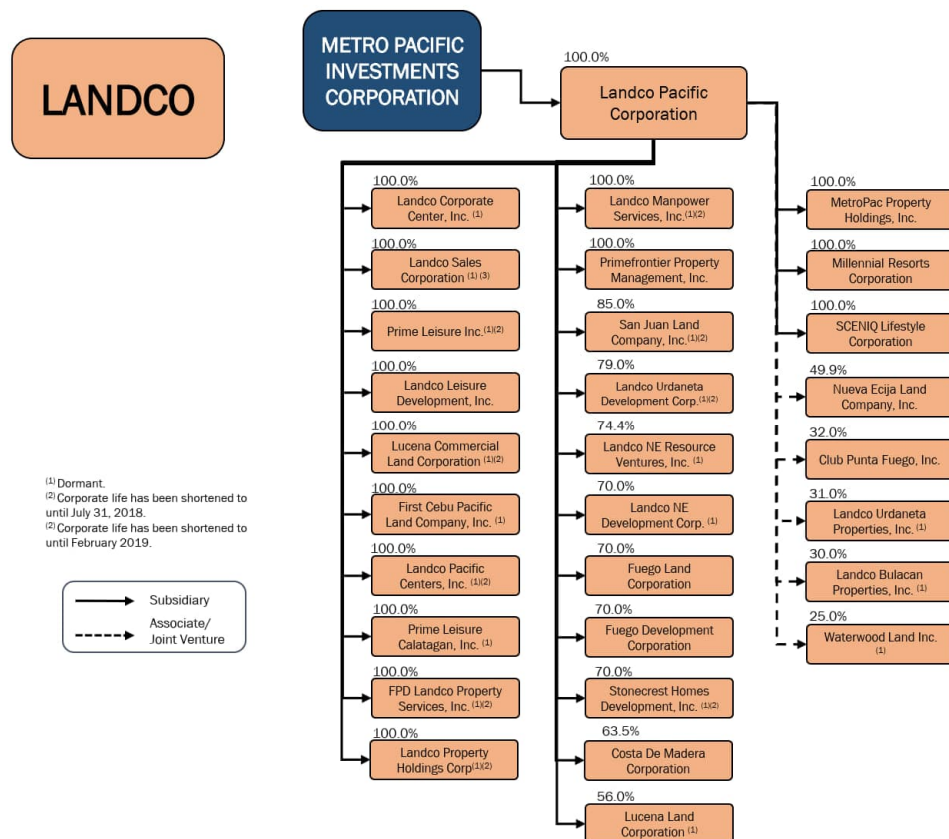 LANDCO
METRO PACIFIC
INVESTMENTS
CORPORATION
100.0%
Landco Pacific
Corporation
100.0%
Landco Corporate
Center, Inc. (1)
100.0%
Landco Sales
Corporation (1) (3)
100.0%
Prime Leisure Inc.(1)(2)
100.0%
Landco Leisure
Development, Inc.
100.0%
Lucena Commercial
Land Corporation (1)(2)
100.0%
First Cebu Pacific
Land Company, Inc. (1)
100.0%
Landco Pacific
Centers, Inc. (1)(2)
100.0%
Prime Leisure
Calatagan, Inc. (1)
100.0%
FPD Landco Property
Services, Inc. (1)(2)
100.0%
Landco Property
Holdings Corp(1)(2)
100.0%
Landco Manpower
Services, Inc.(1)(2)
100.0%
Primefrontier Property
Management, Inc.
85.0%
San Juan Land
Company, Inc.(1)(2)
79.0%
Landco Urdaneta
Development Corp.(1)(2)
74.4%
Landco NE Resource
Ventures, Inc. (1)
70.0%
Landco NE
Development Corp. (1)
70.0%
Fuego Land
Corporation
70.0%
Fuego Development
Corporation
70.0%
Stonecrest Homes
Development, Inc. (1)(2)
63.5%
Costa De Madera
Corporation
56.0%
Lucena Land
Corporation (1)
100.0%
MetroPac Property
Holdings, Inc.
100.0%
Millennial Resorts
Corporation
100.0%
SCENIQ Lifestyle
Corporation
49.9%
Nueva Ecija Land
Company, Inc.
32.0%
Club Punta Fuego, Inc.
31.0%
Landco Urdaneta
Properties, Inc. (1)
30.0%
Landco Bulacan
Properties, Inc. (1)
25.0%
Waterwood Land Inc.
(1)
(1) Dormant.
(2) Corporate life has been shortened to
until July 31, 2018.
(2) Corporate life has been shortened to
until February 2019.
Subsidiary
Associate/
Joint Venture